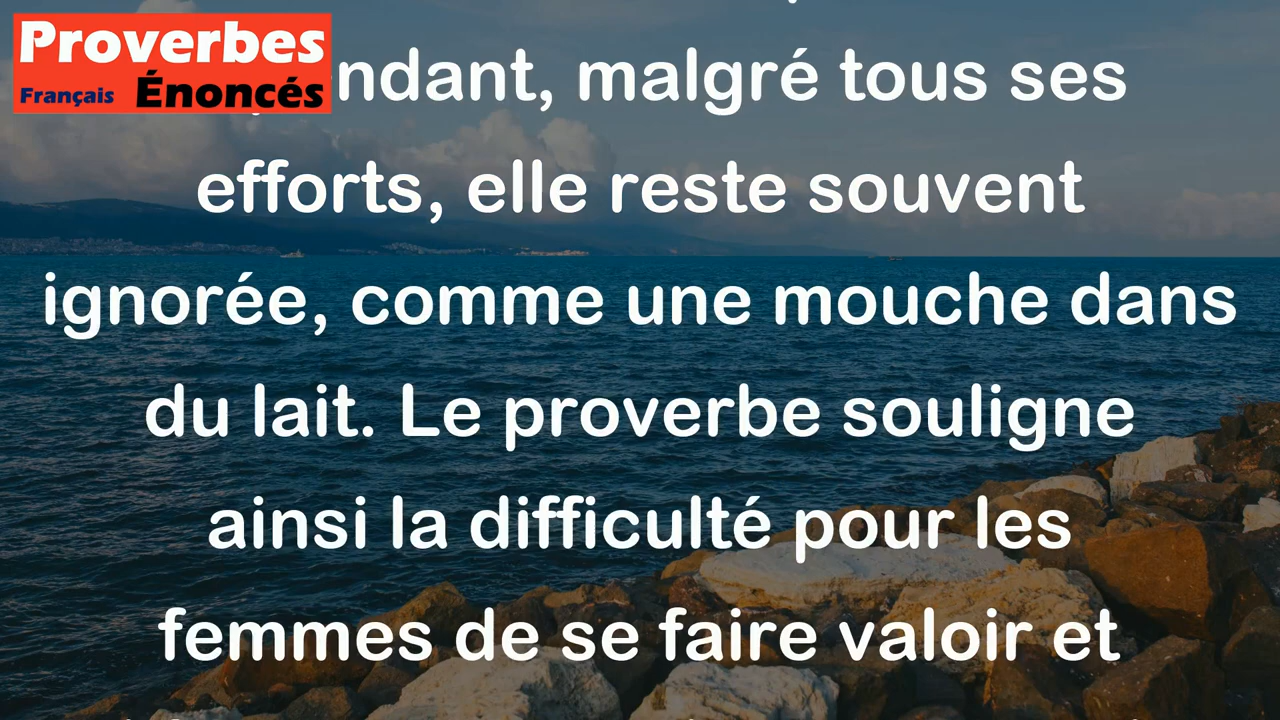 Proverbes
Français Énoncés
ndant, malgré tous ses
efforts, elle reste souvent
ignorée, comme une mouche dans
du lait. Le proverbe souligne
ainsi la difficulté pour les
femmes de se faire valoir et